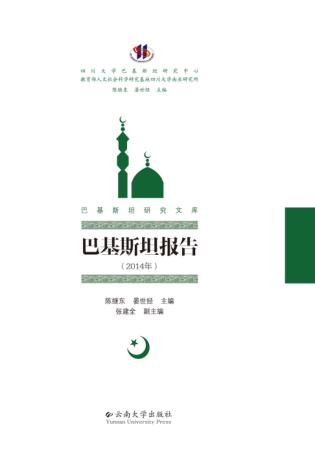 四川大学巴基斯坦研究中心
教育部人文社会科学研究基地四川大学南亚研究所
陈继东 晏世经 主编
巴基斯坦研究文库
巴基斯坦报告
(2014年)
陈继东 晏世经 主编
张建全 副主编
云南大学出版社
Yunnan University Press